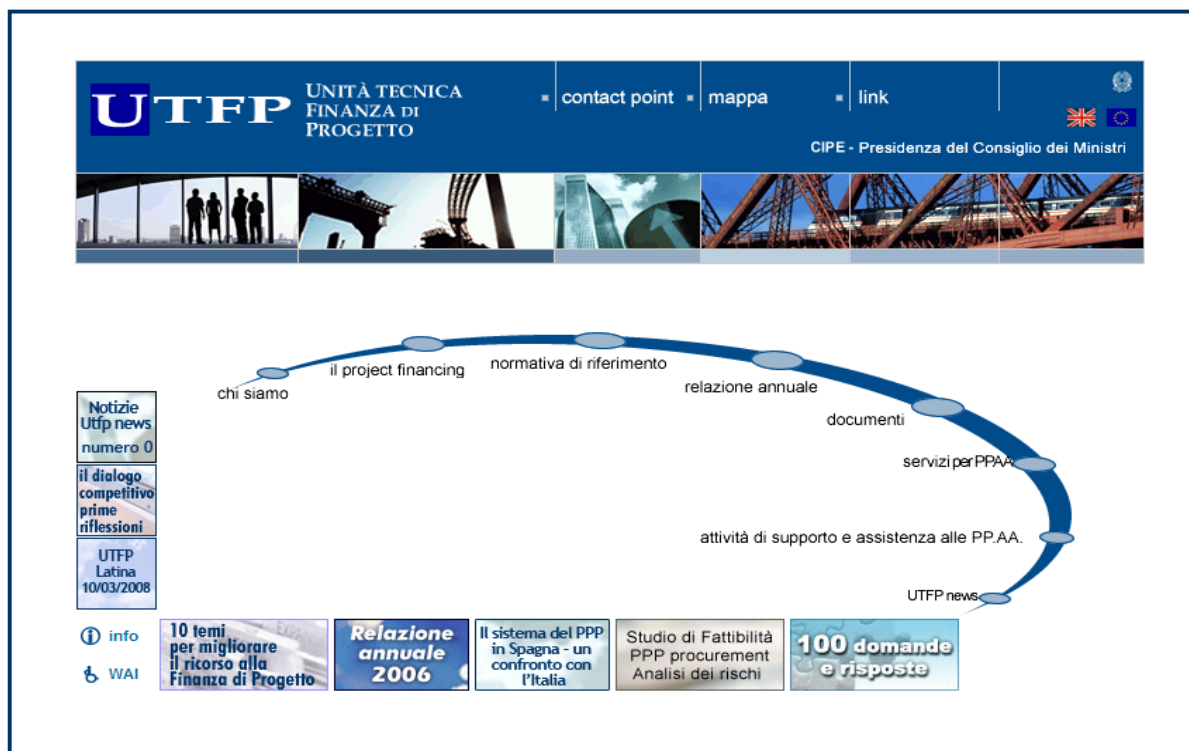 UTFP
UNITÀ TECNICA
FINANZA DI
PROGETTO
contact point
mappa
link
CIPE - Presidenza del Consiglio dei Ministri
chi siamo
il project financing
normativa di riferimento
relazione annuale
documenti
servizi per PPAA
attività di supporto e assistenza alle PP.AA.
UTFP news
Notizie
Utfp news
numero 0
il dialogo
competitivo
prime
riflessioni
UTFP
Latina
10/03/2008
info
WAI
10 temi
per migliorare
il ricorso alla
Finanza di Progetto
Relazione
annuale
2006
Il sistema del PPP
in Spagna - un
confronto con
l'Italia
Studio di Fattibilità
PPP procurement
Analisi dei rischi
100 domande
e risposte